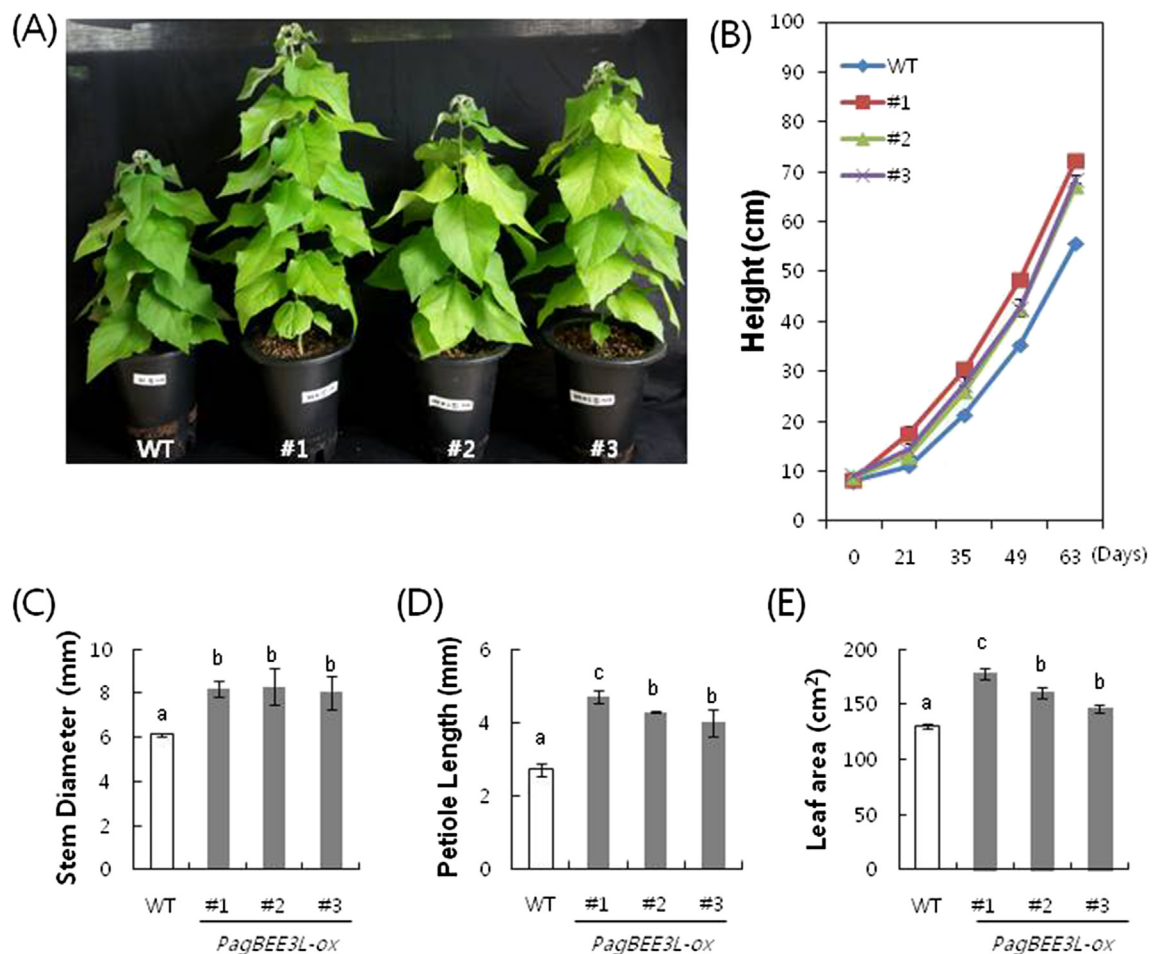 (A)
WT
#1
#2
#3
(B)
Height (cm)
100
90
80
70
60
50
40
30
20
10
0
WT
#1
#2
#3
0 21 35 49 63 (Days)
(C)
Stem Diameter (mm)
10
8
6
4
2
0
a b b b
WT #1 #2 #3
PagBEE3L-ox
(D)
Petiole Length (mm)
6
4
2
0
a c b b
WT #1 #2 #3
PagBEE3L-ox
(E)
Leaf area (cm²)
200
150
100
50
0
a c b b
WT #1 #2 #3
PagBEE3L-ox